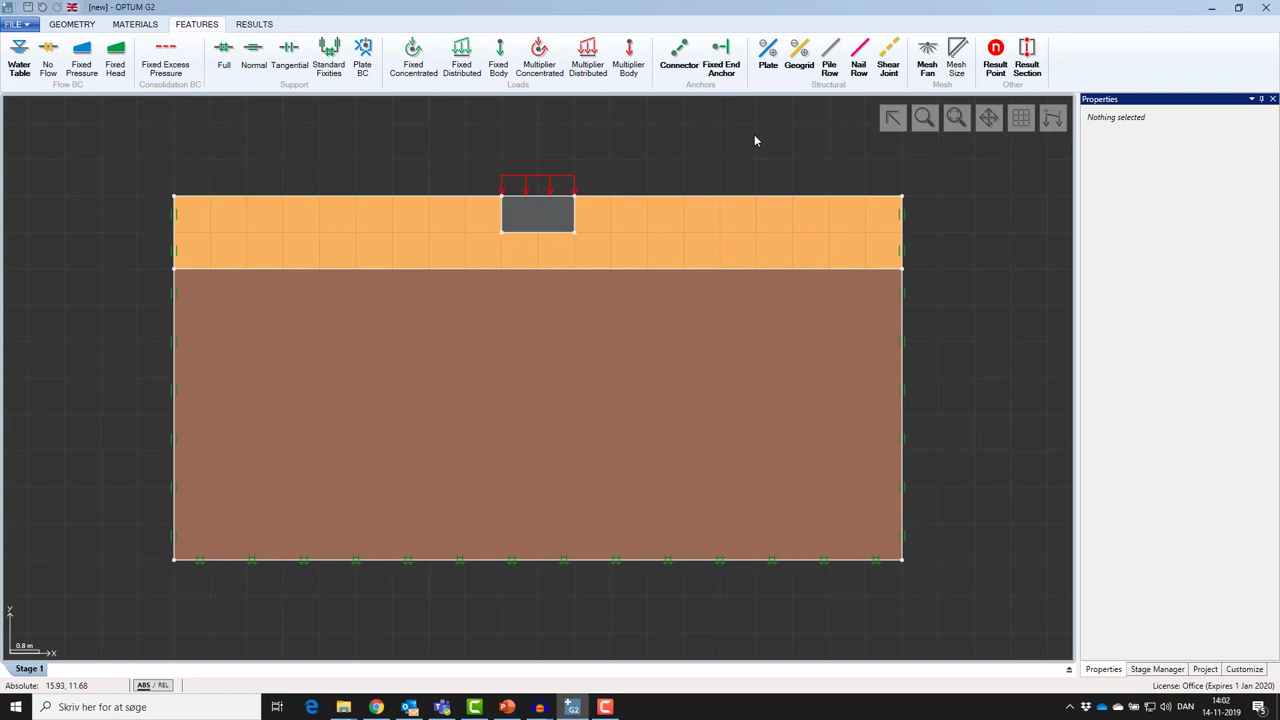 [new] - OPTUM G2
FILE
GEOMETRY
MATERIALS
FEATURES
RESULTS
Water Table
No Flow
Fixed Pressure
Fixed Head
Flow BC
Fixed Excess Pressure
Consolidation BC
Full
Normal
Tangential
Standard Fixities
Plate BC
Support
Fixed Concentrated
Fixed Distributed
Fixed Body
Multiplier Concentrated
Multiplier Distributed
Multiplier Body
Loads
Connector
Fixed End Anchor
Anchors
Plate
Geogrid
Pile Row
Nail Row
Shear Joint
Structural
Mesh Fan
Mesh Size
Mesh
Result Point
Result Section
Other
Properties
Nothing selected
Y
0.8 m
X
Stage 1
Properties
Stage Manager
Project
Customize
Absolute: 15.93, 11.68
ABS / REL
License: Office (Expires 1 Jan 2020)
Skriv her for at søge
G2
DAN
14:02
14-11-2019